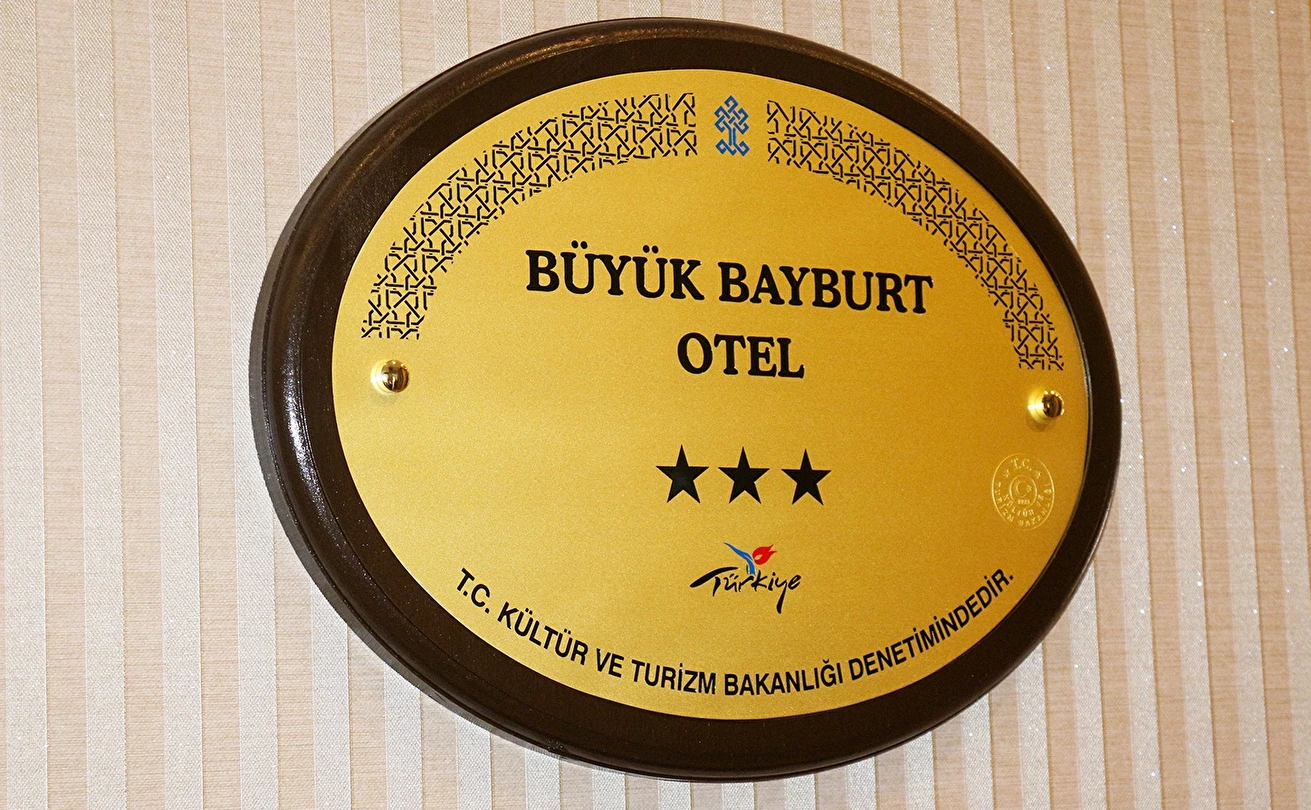 BÜYÜK BAYBURT
OTEL
Türkiye
T.C. KÜLTÜR VE TURİZM BAKANLIĞI DENETİMİNDEDİR.